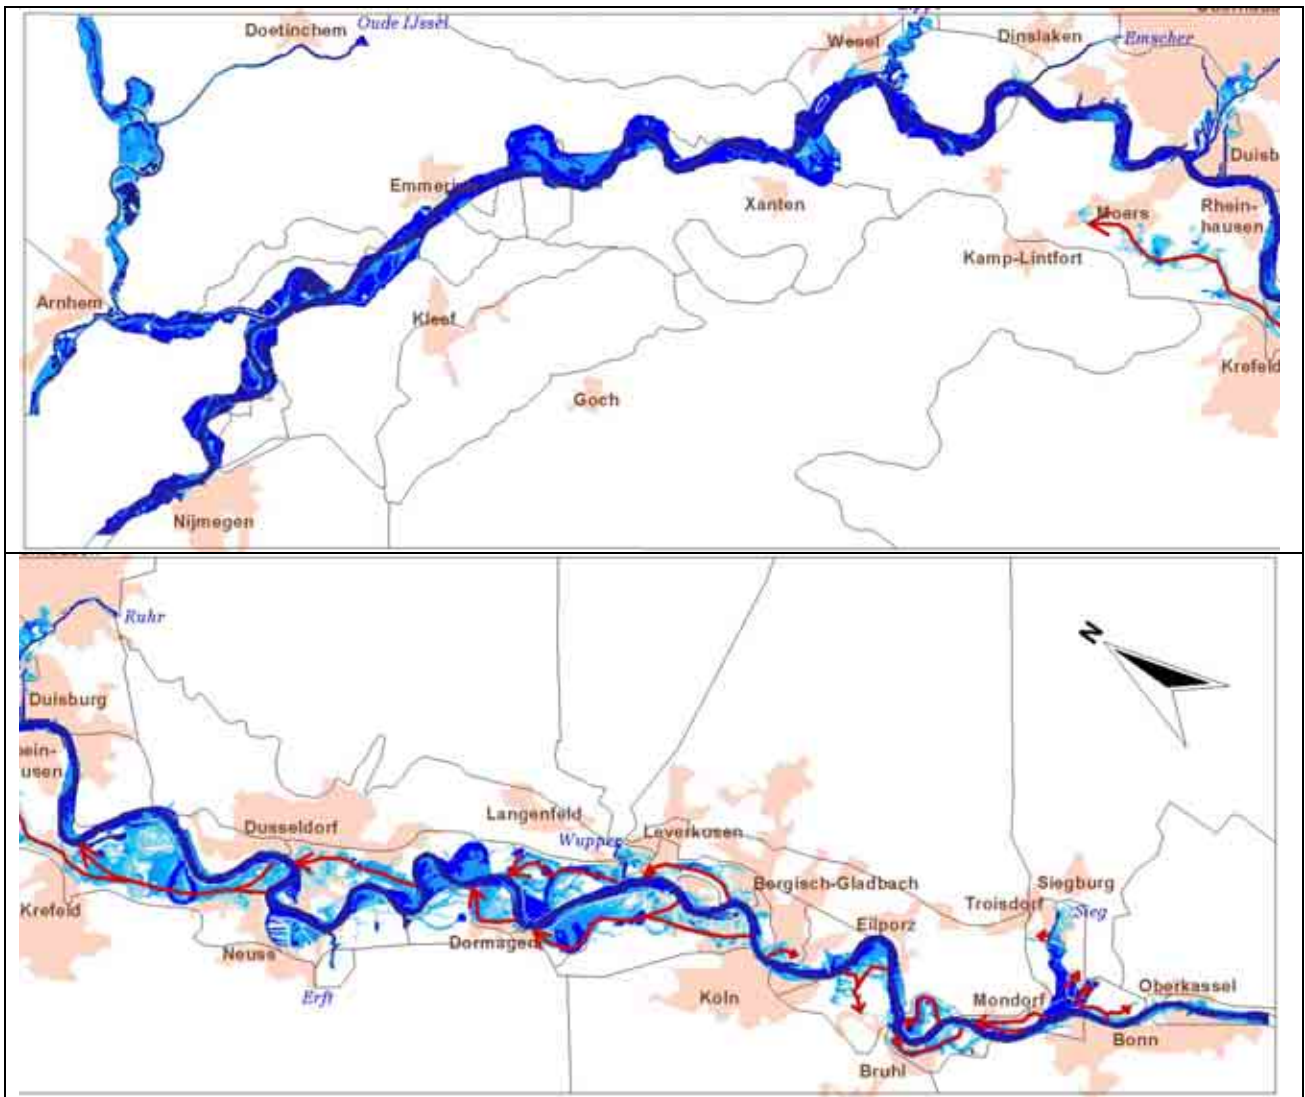 Doetinchem
Oude IJssel
Wesel
Dinslaken
Emscher
Emmerich
Xanten
Duisb
Moers
Rhein-
hausen
Kamp-Lintfort
Arnhem
Kleef
Krefeld
Goch
Nijmegen
Ruhr
N
Duisburg
ein-
usen
Langenfeld
Dusseldorf
Wupper
Leverkusen
Bergisch-Gladbach
Siegburg
Troisdorf
Sieg
Krefeld
Eilporz
Dormagen
Neuss
Koln
Mondorf
Oberkassel
Erft
Bonn
Bruhl